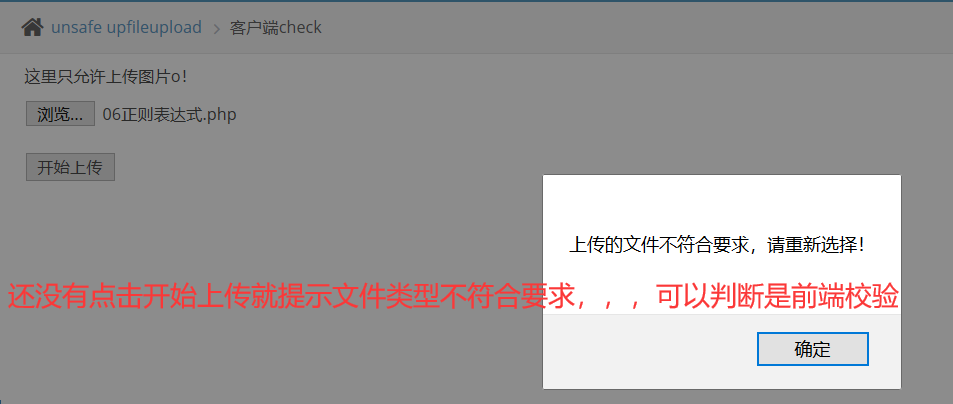 unsafe upfileupload > 客户端check
这里只允许上传图片o！
浏览... 06正则表达式.php
开始上传
上传的文件不符合要求，请重新选择！
还没有点击开始上传就提示文件类型不符合要求，，，可以判断是前端校验
确定